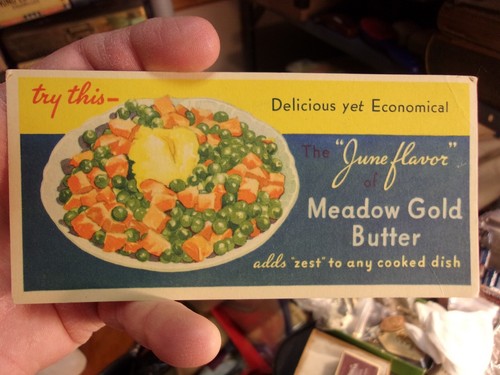 try this—
Delicious yet Economical
The "June flavor"
of
Meadow Gold
Butter
adds "zest" to any cooked dish